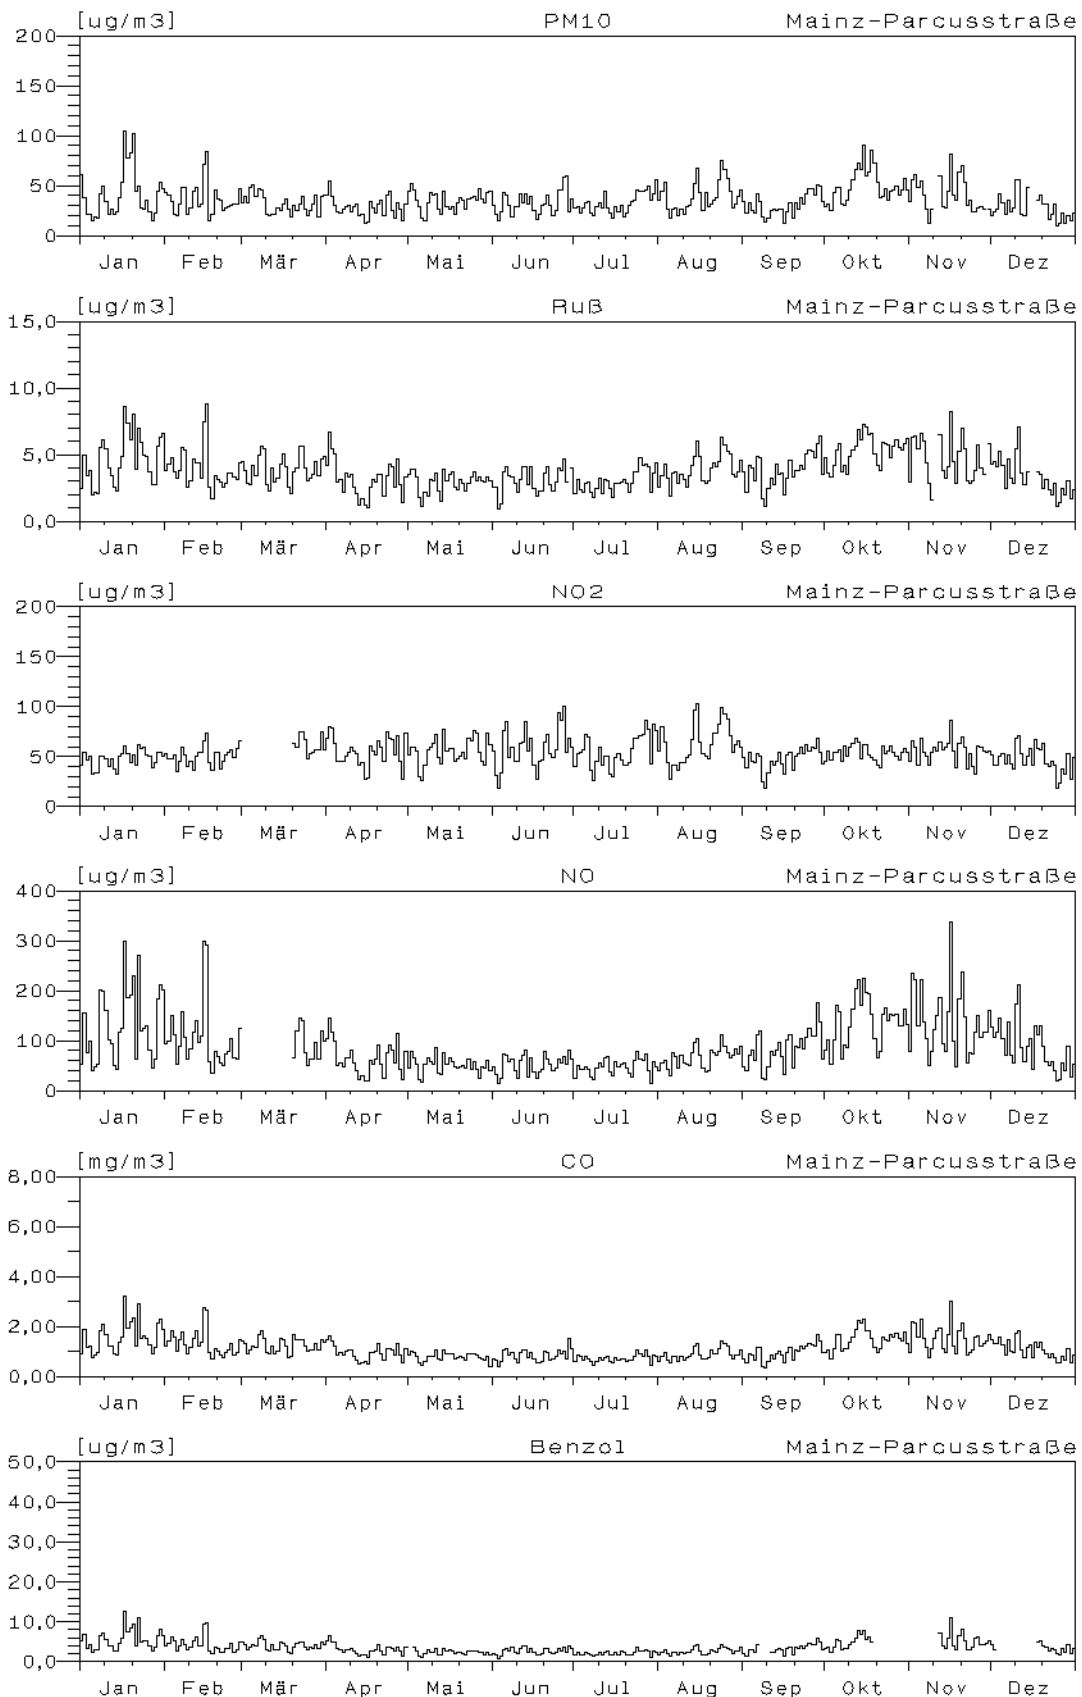 [ug/m3] PM10 Mainz-Parcusstraße
200
150
100
50
0
Jan Feb Mär Apr Mai Jun Jul Aug Sep Okt Nov Dez
[ug/m3] Ruß Mainz-Parcusstraße
15,0
10,0
5,0
0,0
Jan Feb Mär Apr Mai Jun Jul Aug Sep Okt Nov Dez
[ug/m3] NO2 Mainz-Parcusstraße
200
150
100
50
0
Jan Feb Mär Apr Mai Jun Jul Aug Sep Okt Nov Dez
[ug/m3] NO Mainz-Parcusstraße
400
300
200
100
0
Jan Feb Mär Apr Mai Jun Jul Aug Sep Okt Nov Dez
[mg/m3] CO Mainz-Parcusstraße
8,00
6,00
4,00
2,00
0,00
Jan Feb Mär Apr Mai Jun Jul Aug Sep Okt Nov Dez
[ug/m3] Benzol Mainz-Parcusstraße
50,0
40,0
30,0
20,0
10,0
0,0
Jan Feb Mär Apr Mai Jun Jul Aug Sep Okt Nov Dez